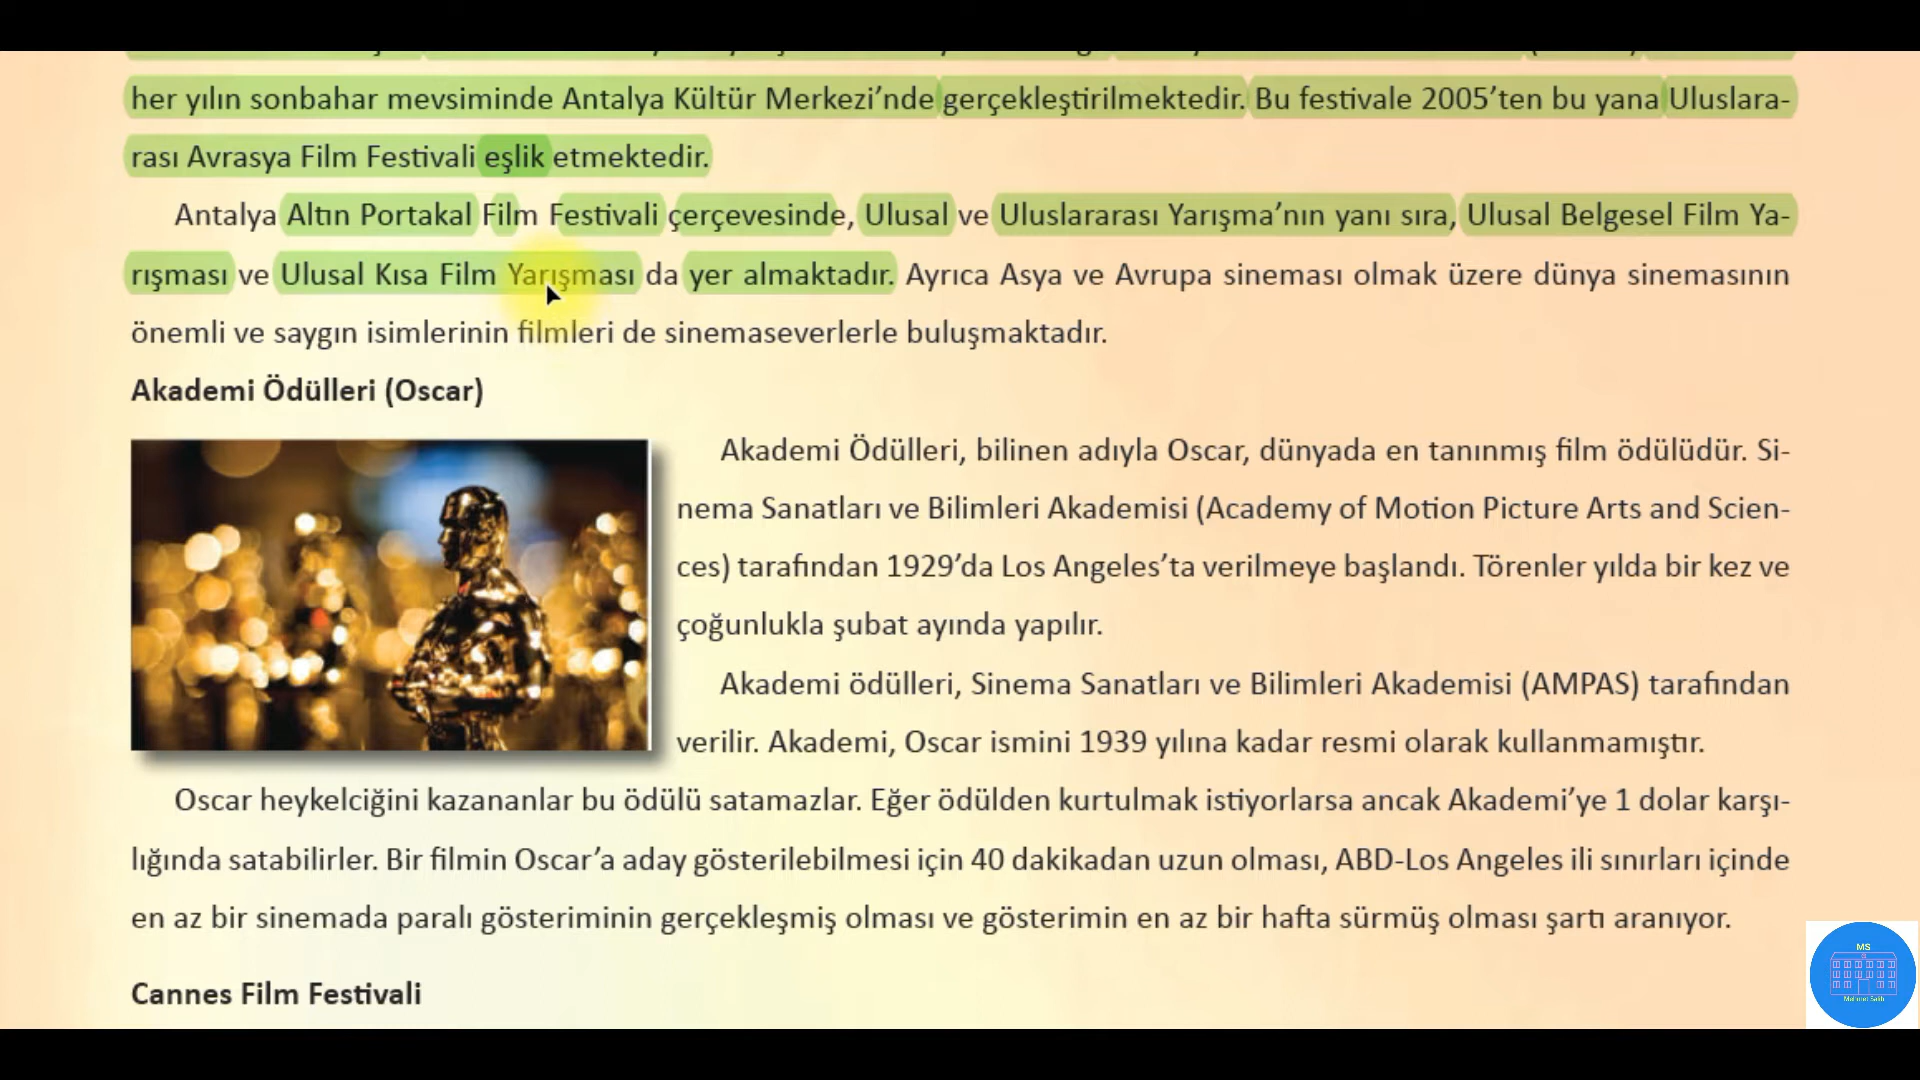 her yılın sonbahar mevsiminde Antalya Kültür Merkezi’nde gerçekleştirilmektedir. Bu festivale 2005’ten bu yana Uluslara-
rası Avrasya Film Festivali eşlik etmektedir.
Antalya Altın Portakal Film Festivali çerçevesinde, Ulusal ve Uluslararası Yarışma’nın yanı sıra, Ulusal Belgesel Film Ya-
rışması ve Ulusal Kısa Film Yarışması da yer almaktadır. Ayrıca Asya ve Avrupa sineması olmak üzere dünya sinemasının
önemli ve saygın isimlerinin filmleri de sinemaseverlerle buluşmaktadır.
Akademi Ödülleri (Oscar)
Akademi Ödülleri, bilinen adıyla Oscar, dünyada en tanınmış film ödülüdür. Si-
nema Sanatları ve Bilimleri Akademisi (Academy of Motion Picture Arts and Scien-
ces) tarafından 1929’da Los Angeles’ta verilmeye başlandı. Törenler yılda bir kez ve
çoğunlukla şubat ayında yapılır.
Akademi ödülleri, Sinema Sanatları ve Bilimleri Akademisi (AMPAS) tarafından
verilir. Akademi, Oscar ismini 1939 yılına kadar resmi olarak kullanmamıştır.
Oscar heykelciğini kazananlar bu ödülü satamazlar. Eğer ödülden kurtulmak istiyorlarsa ancak Akademi’ye 1 dolar karşı-
lığında satabilirler. Bir filmin Oscar’a aday gösterilebilmesi için 40 dakikadan uzun olması, ABD-Los Angeles ili sınırları içinde
en az bir sinemada paralı gösteriminin gerçekleşmiş olması ve gösterimin en az bir hafta sürmüş olması şartı aranıyor.
Cannes Film Festivali
MS
Mehmet Salih